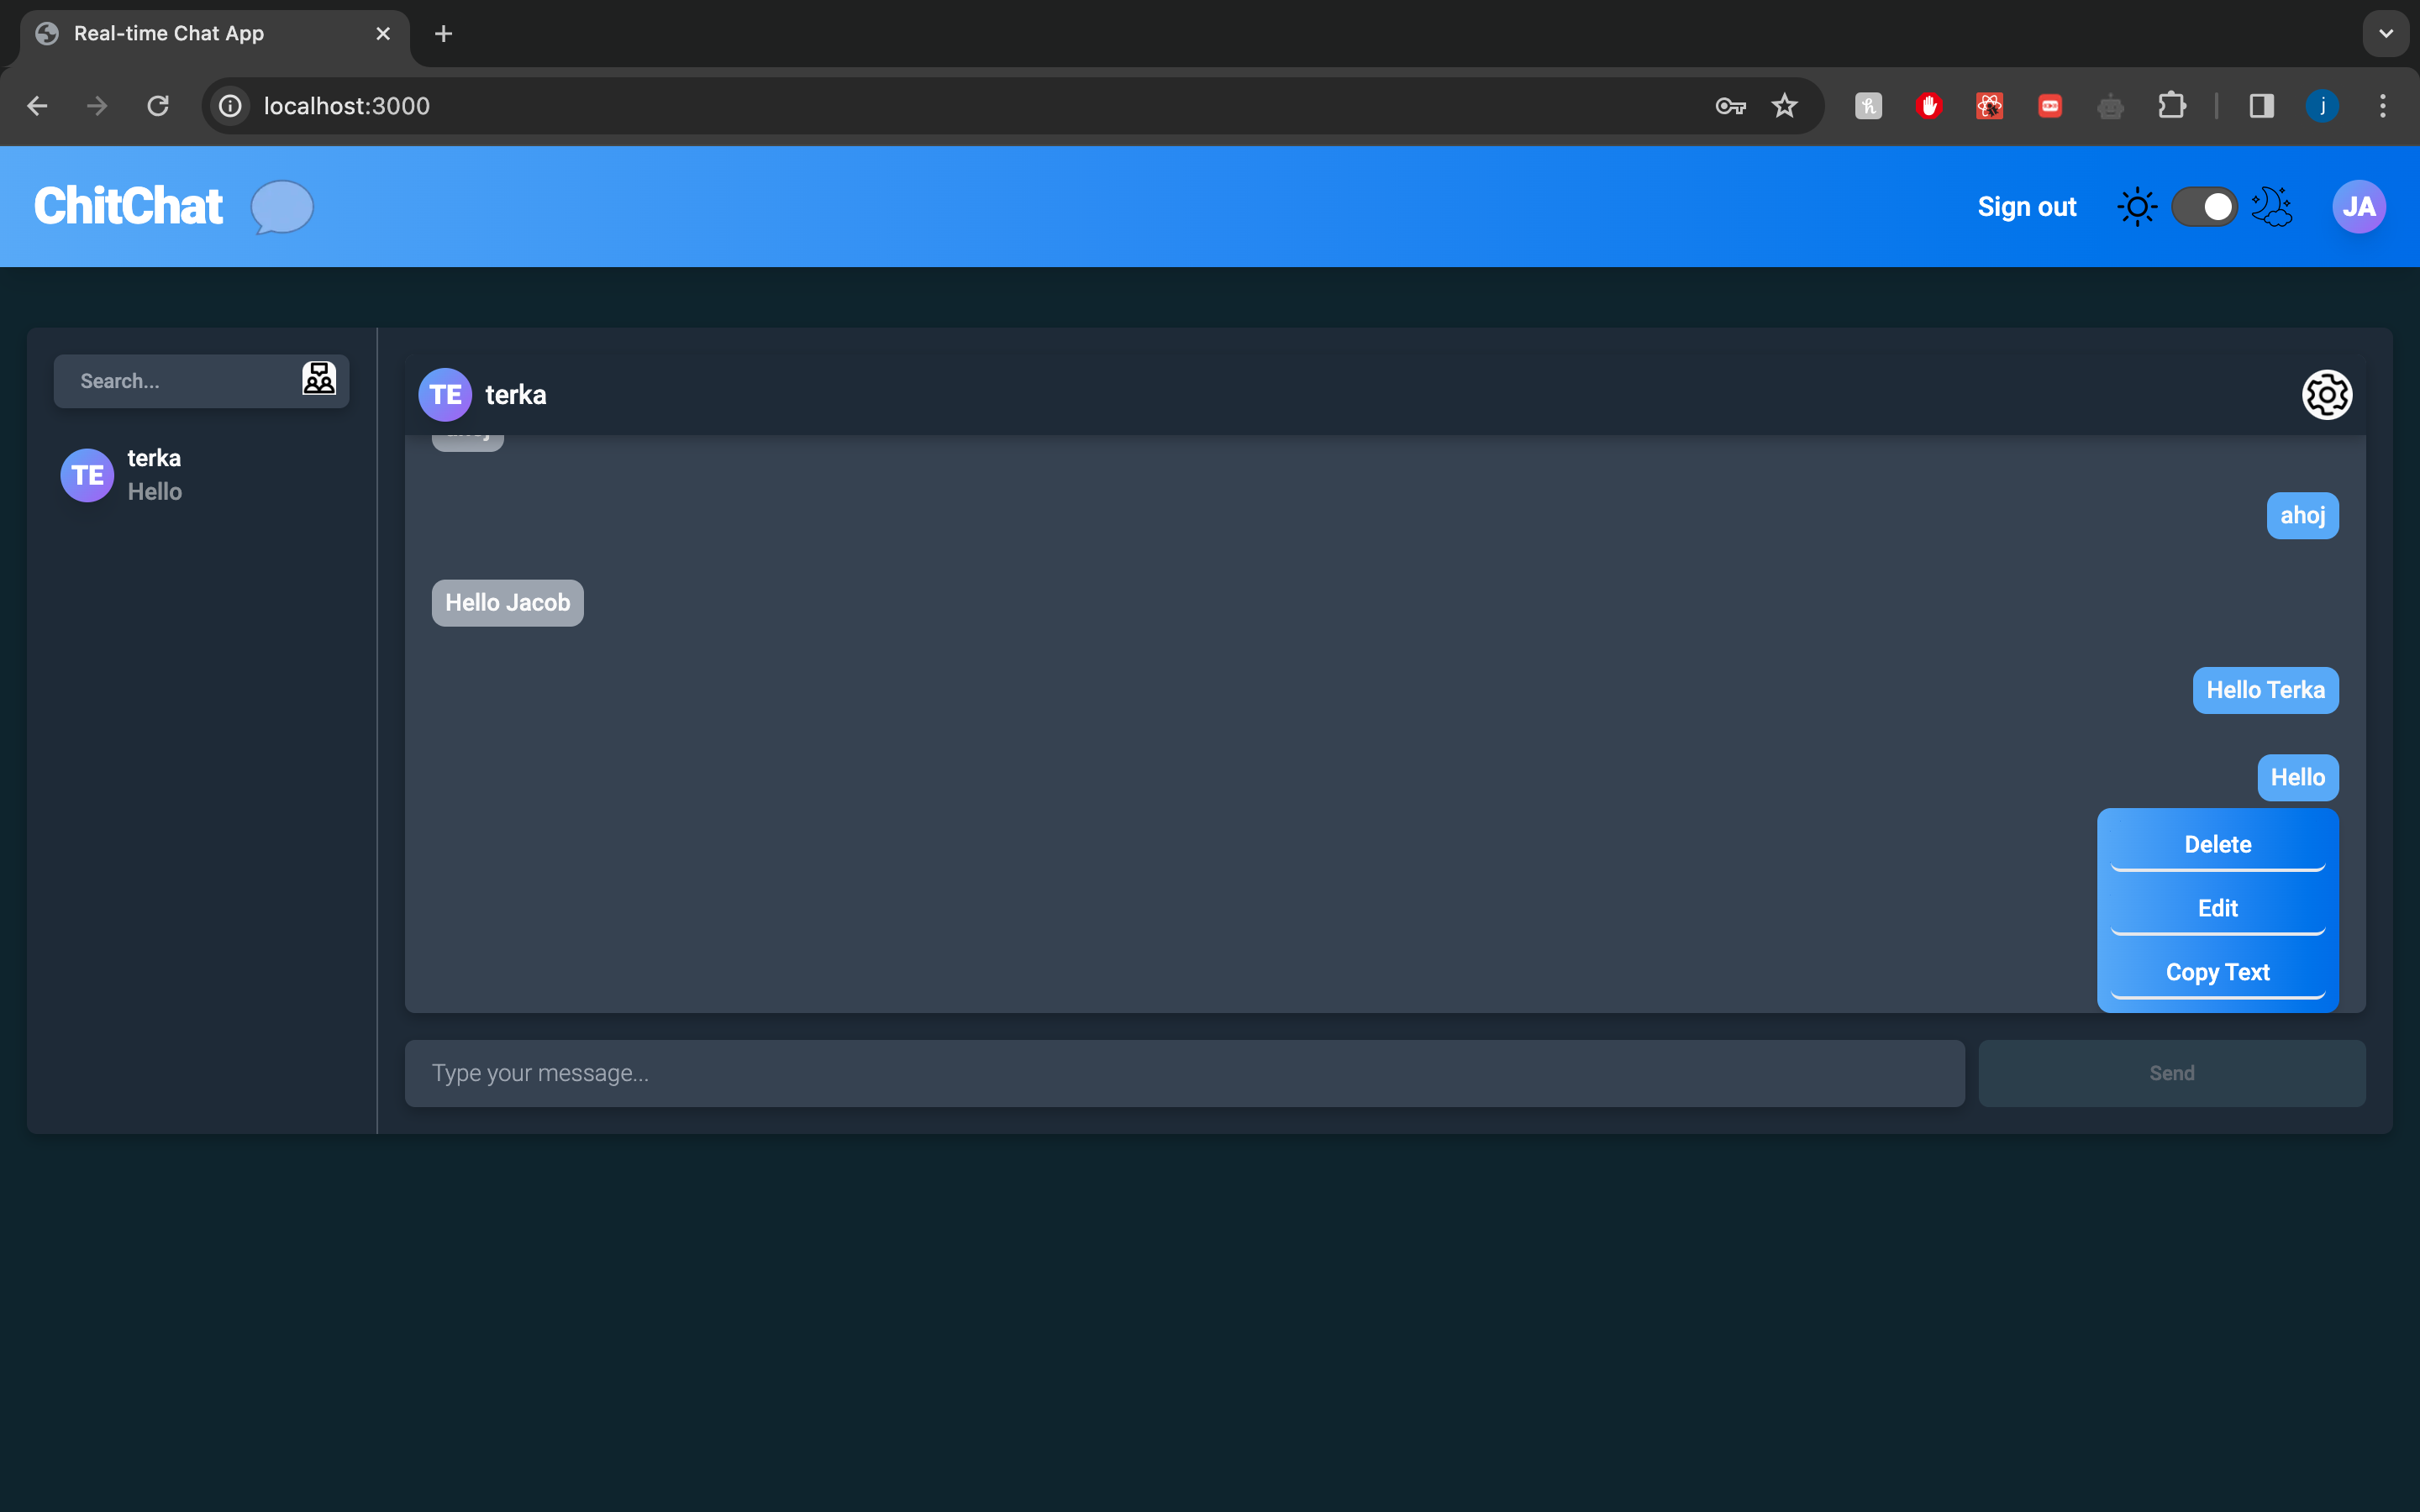 Real-time Chat App
localhost:3000
j
ChitChat
Sign out
JA
Search...
TE
terka
Hello
TE
terka
ahoj
Hello Jacob
Hello Terka
Hello
Delete
Edit
Copy Text
Type your message...
Send